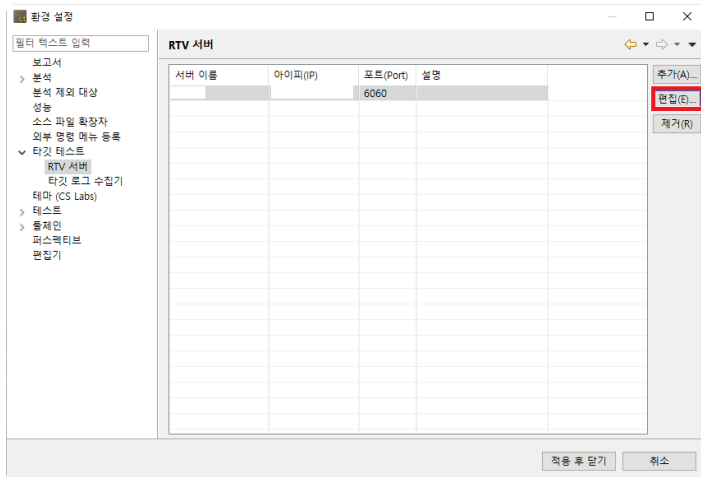 환경 설정
필터 텍스트 입력
보고서
분석
분석 제외 대상
성능
소스 파일 확장자
외부 명령 메뉴 등록
타깃 테스트
RTV 서버
타깃 로그 수집기
테마 (CS Labs)
테스트
툴체인
퍼스펙티브
편집기
RTV 서버
서버 이름 아이피(IP) 포트(Port) 설명
6060
추가(A)...
편집(E)...
제거(R)
적용 후 닫기 취소